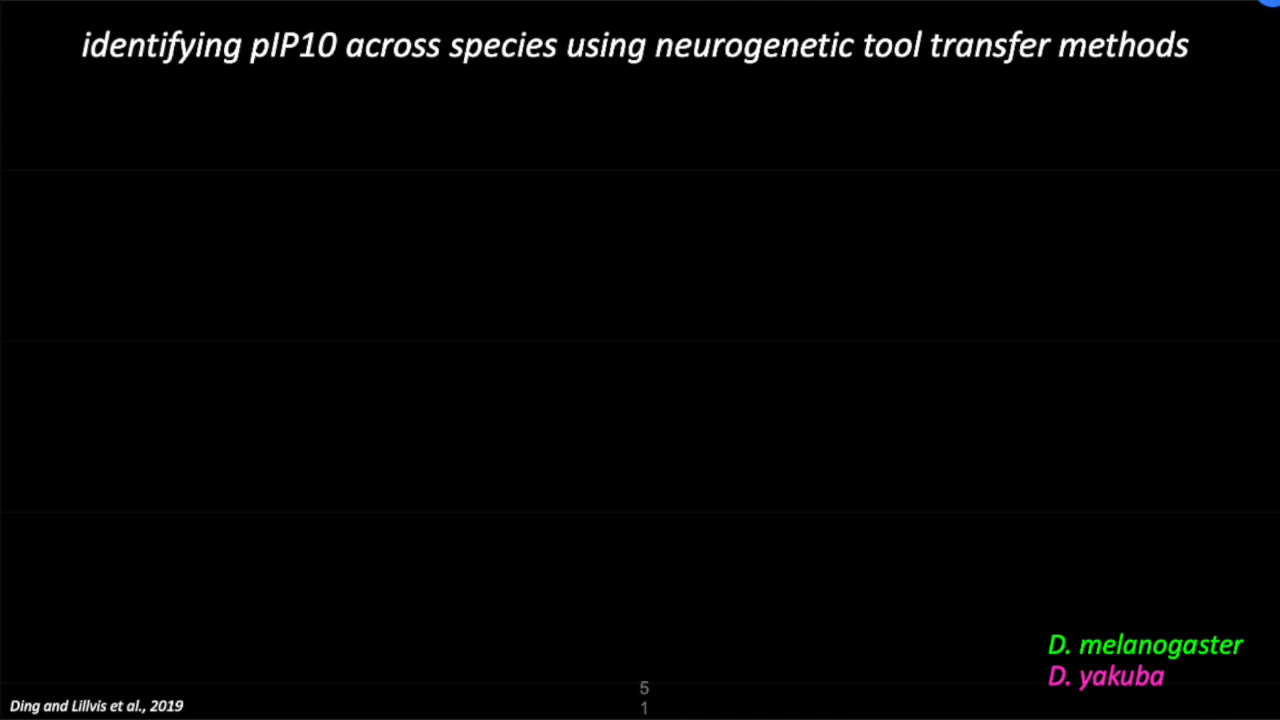 identifying pIP10 across species using neurogenetic tool transfer methods
D. melanogaster
D. yakuba
5
1
Ding and Lillvis et al., 2019